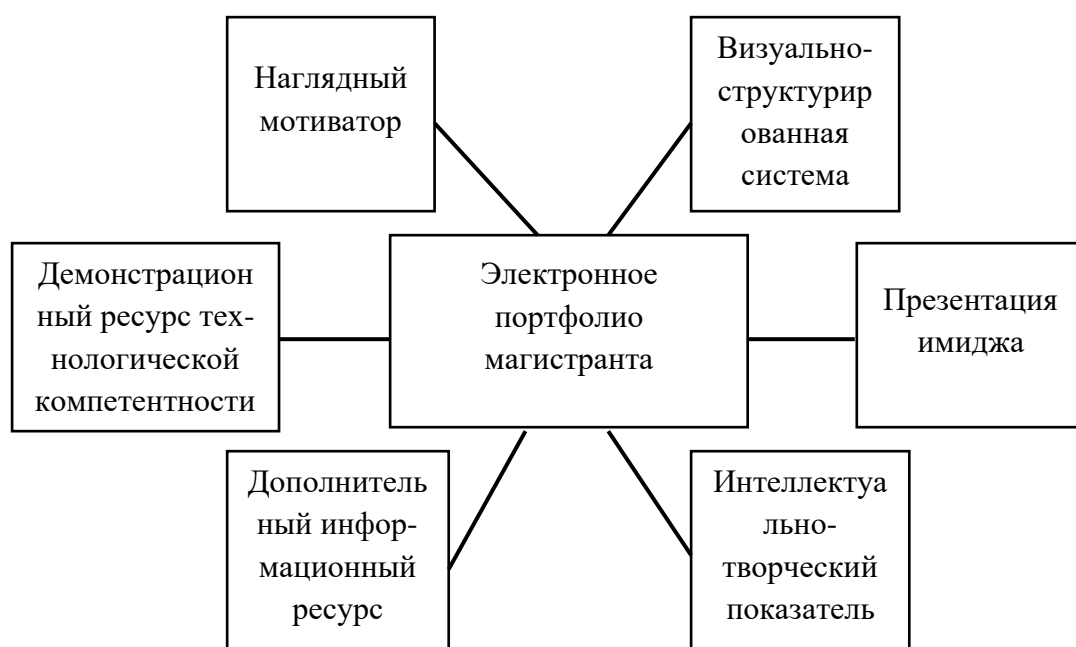 Наглядный
мотиватор
Визуально-
структурир
ованная
система
Демонстрацион
ный ресурс тех-
нологической
компетентности
Электронное
портфолио
магистранта
Презентация
имиджа
Дополнитель
ный инфор-
мационный
ресурс
Интеллектуа
льно-
творческий
показатель